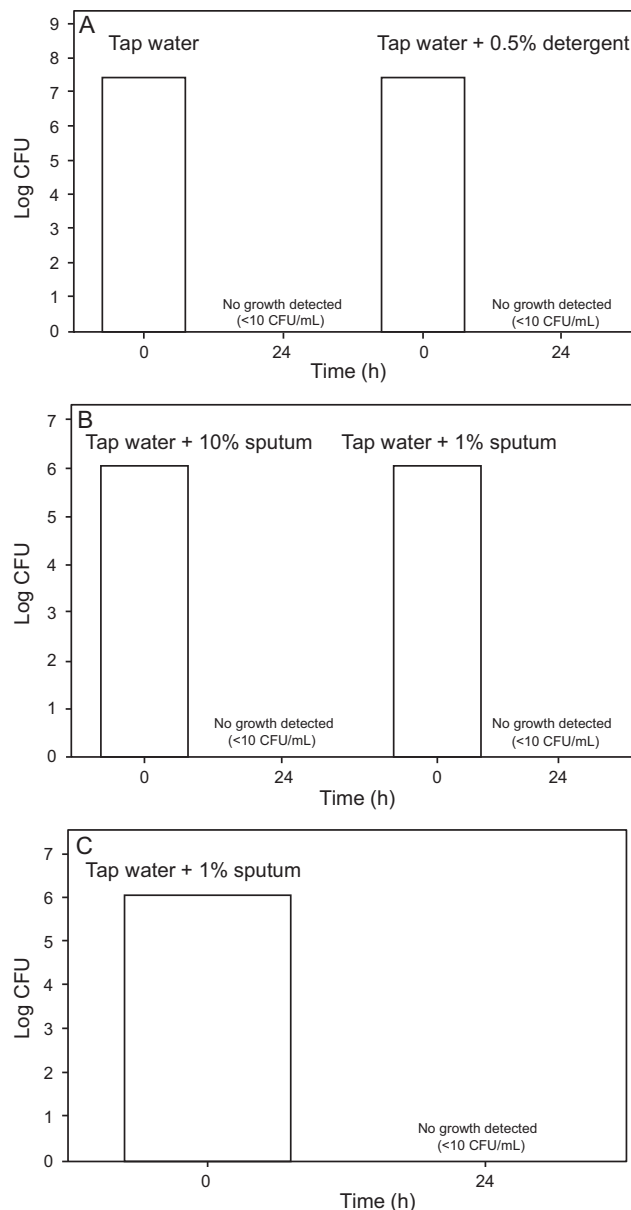 A
Tap water
Tap water + 0.5% detergent
Log CFU
9
8
7
6
5
4
3
2
1
0
No growth detected
(<10 CFU/mL)
No growth detected
(<10 CFU/mL)
0
24
0
24
Time (h)
B
Tap water + 10% sputum
Tap water + 1% sputum
Log CFU
7
6
5
4
3
2
1
0
No growth detected
(<10 CFU/mL)
No growth detected
(<10 CFU/mL)
0
24
0
24
Time (h)
C
Tap water + 1% sputum
Log CFU
7
6
5
4
3
2
1
0
No growth detected
(<10 CFU/mL)
0
24
Time (h)